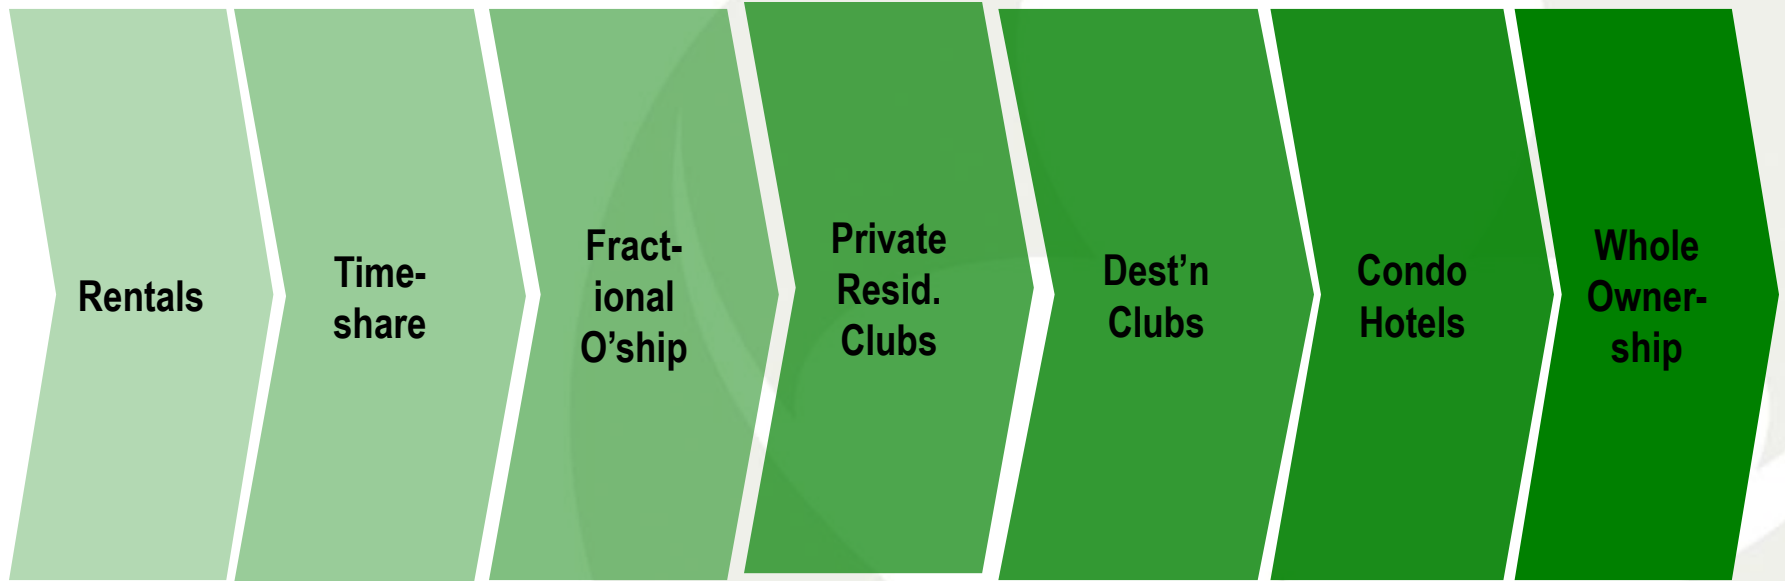 Rentals
Time-
share
Fract-
ional
O’ship
Private
Resid.
Clubs
Dest’n
Clubs
Condo
Hotels
Whole
Owner-
ship